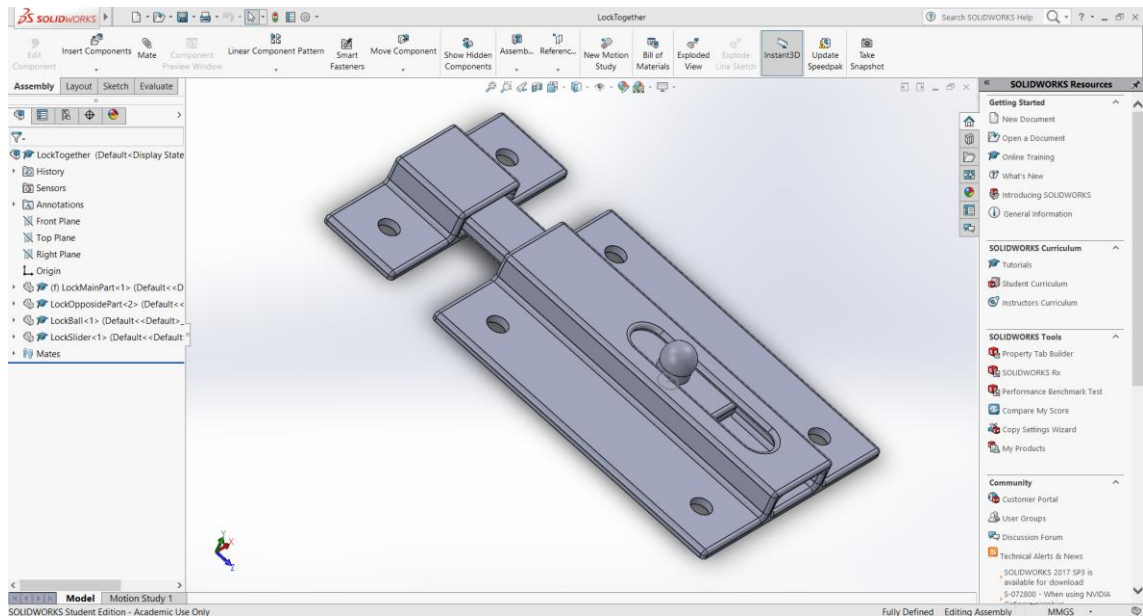 SOLIDWORKS
LockTogether
Search SOLIDWORKS Help
Edit Component
Insert Components
Mate
Component Preview Window
Linear Component Pattern
Smart Fasteners
Move Component
Show Hidden Components
Assemb...
Referenc...
New Motion Study
Bill of Materials
Exploded View
Explode Line Sketch
Instant3D
Update Speedpak
Take Snapshot
Assembly Layout Sketch Evaluate
LockTogether (Default<Display State
History
Sensors
Annotations
Front Plane
Top Plane
Right Plane
Origin
(f) LockMainPart<1> (Default<<D
LockOppositePart<2> (Default<<
LockBall<1> (Default<<Default>_
LockSlider<1> (Default<<Default
Mates
SOLIDWORKS Resources
Getting Started
New Document
Open a Document
Online Training
What's New
Introducing SOLIDWORKS
General Information
SOLIDWORKS Curriculum
Tutorials
Student Curriculum
Instructors Curriculum
SOLIDWORKS Tools
Property Tab Builder
SOLIDWORKS Rx
Performance Benchmark Test
Compare My Score
Copy Settings Wizard
My Products
Community
Customer Portal
User Groups
Discussion Forum
Technical Alerts & News
SOLIDWORKS 2017 SP3 is
available for download
S-072800 - When using NVIDIA
Model Motion Study 1
SOLIDWORKS Student Edition - Academic Use Only
Fully Defined Editing Assembly MMGS